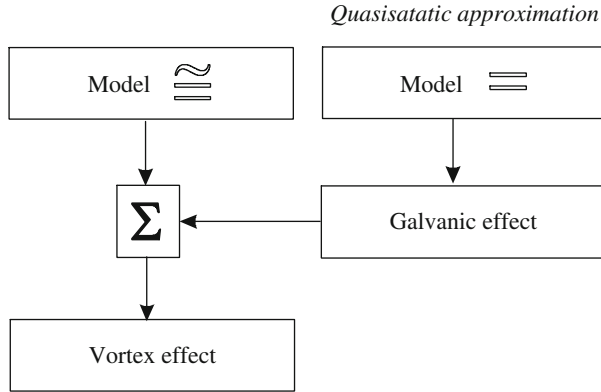 Quasisatatic approximation
Model ≅
Model =
Σ
Galvanic effect
Vortex effect